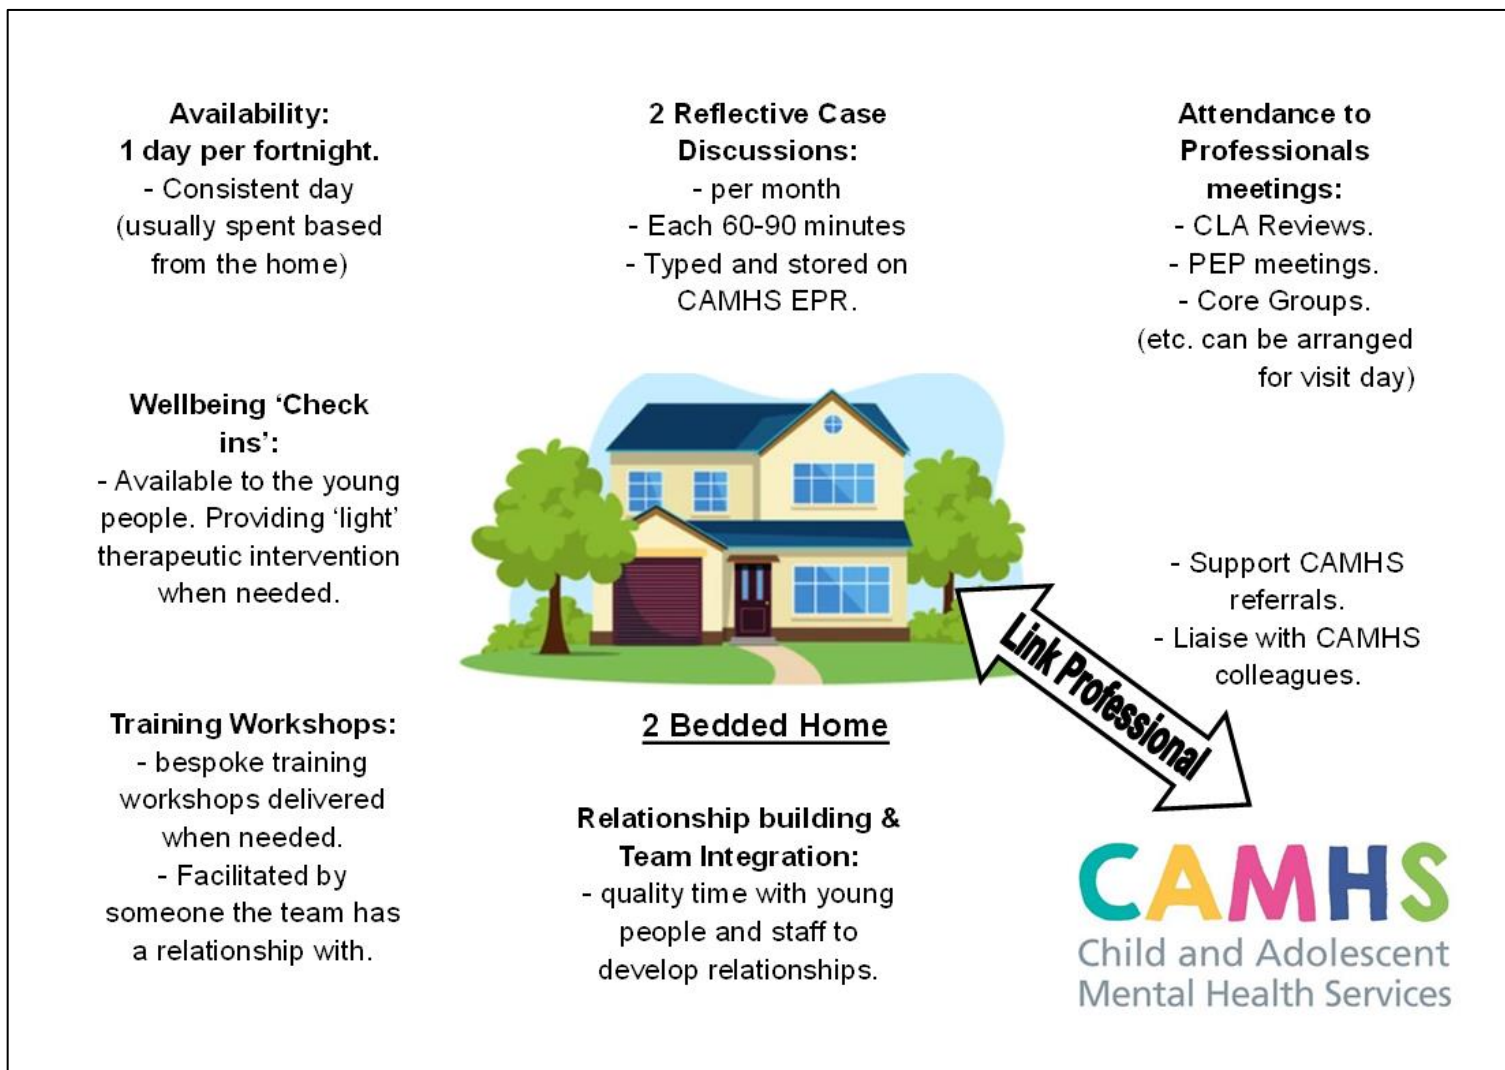 Availability:
1 day per fortnight.
- Consistent day
(usually spent based
from the home)
2 Reflective Case
Discussions:
- per month
- Each 60-90 minutes
- Typed and stored on
CAMHS EPR.
Attendance to
Professionals
meetings:
- CLA Reviews.
- PEP meetings.
- Core Groups.
(etc. can be arranged
for visit day)
Wellbeing ‘Check
ins’:
- Available to the young
people. Providing ‘light’
therapeutic intervention
when needed.
- Support CAMHS
referrals.
- Liaise with CAMHS
colleagues.
Link Professional
Training Workshops:
- bespoke training
workshops delivered
when needed.
- Facilitated by
someone the team has
a relationship with.
2 Bedded Home
Relationship building &
Team Integration:
- quality time with young
people and staff to
develop relationships.
CAMHS
Child and Adolescent
Mental Health Services